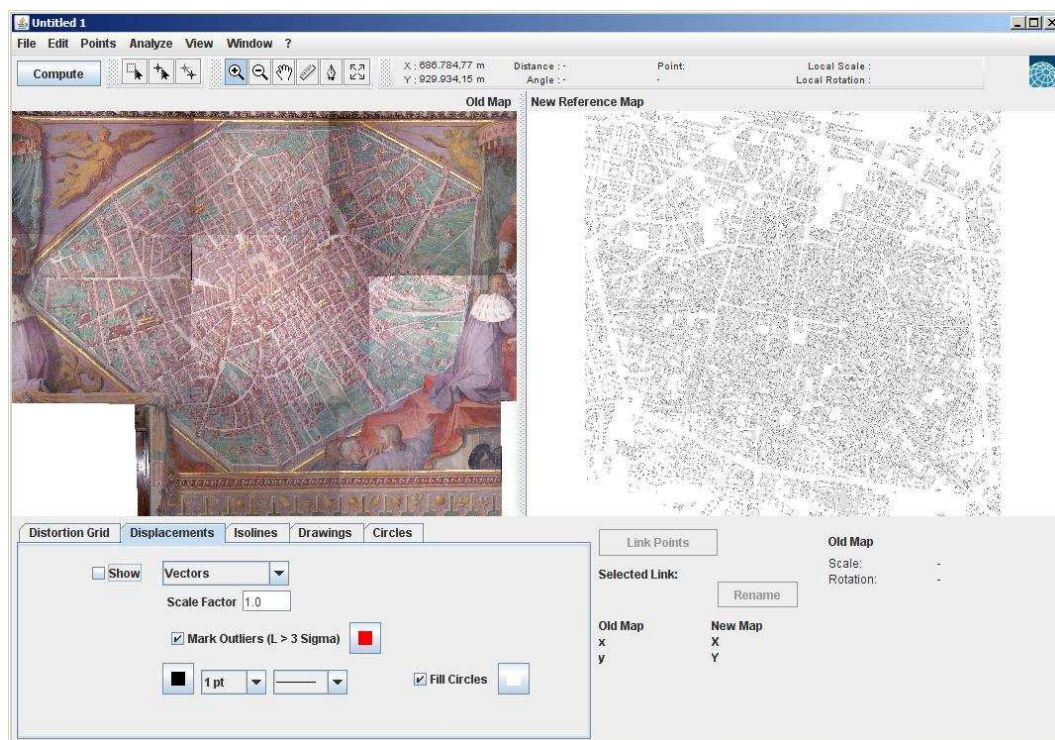 Untitled 1
File Edit Points Analyze View Window ?
Compute
X : 686.784,77 m Distance : - Point: Local Scale :
Y : 929.934,15 m Angle : - - Local Rotation :
Old Map New Reference Map
Distortion Grid Displacements Isolines Drawings Circles
Show Vectors
Scale Factor 1.0
Mark Outliers (L > 3 Sigma)
1 pt Fill Circles
Link Points
Selected Link:
Rename
Old Map New Map
x X
y Y
Old Map
Scale: -
Rotation: -